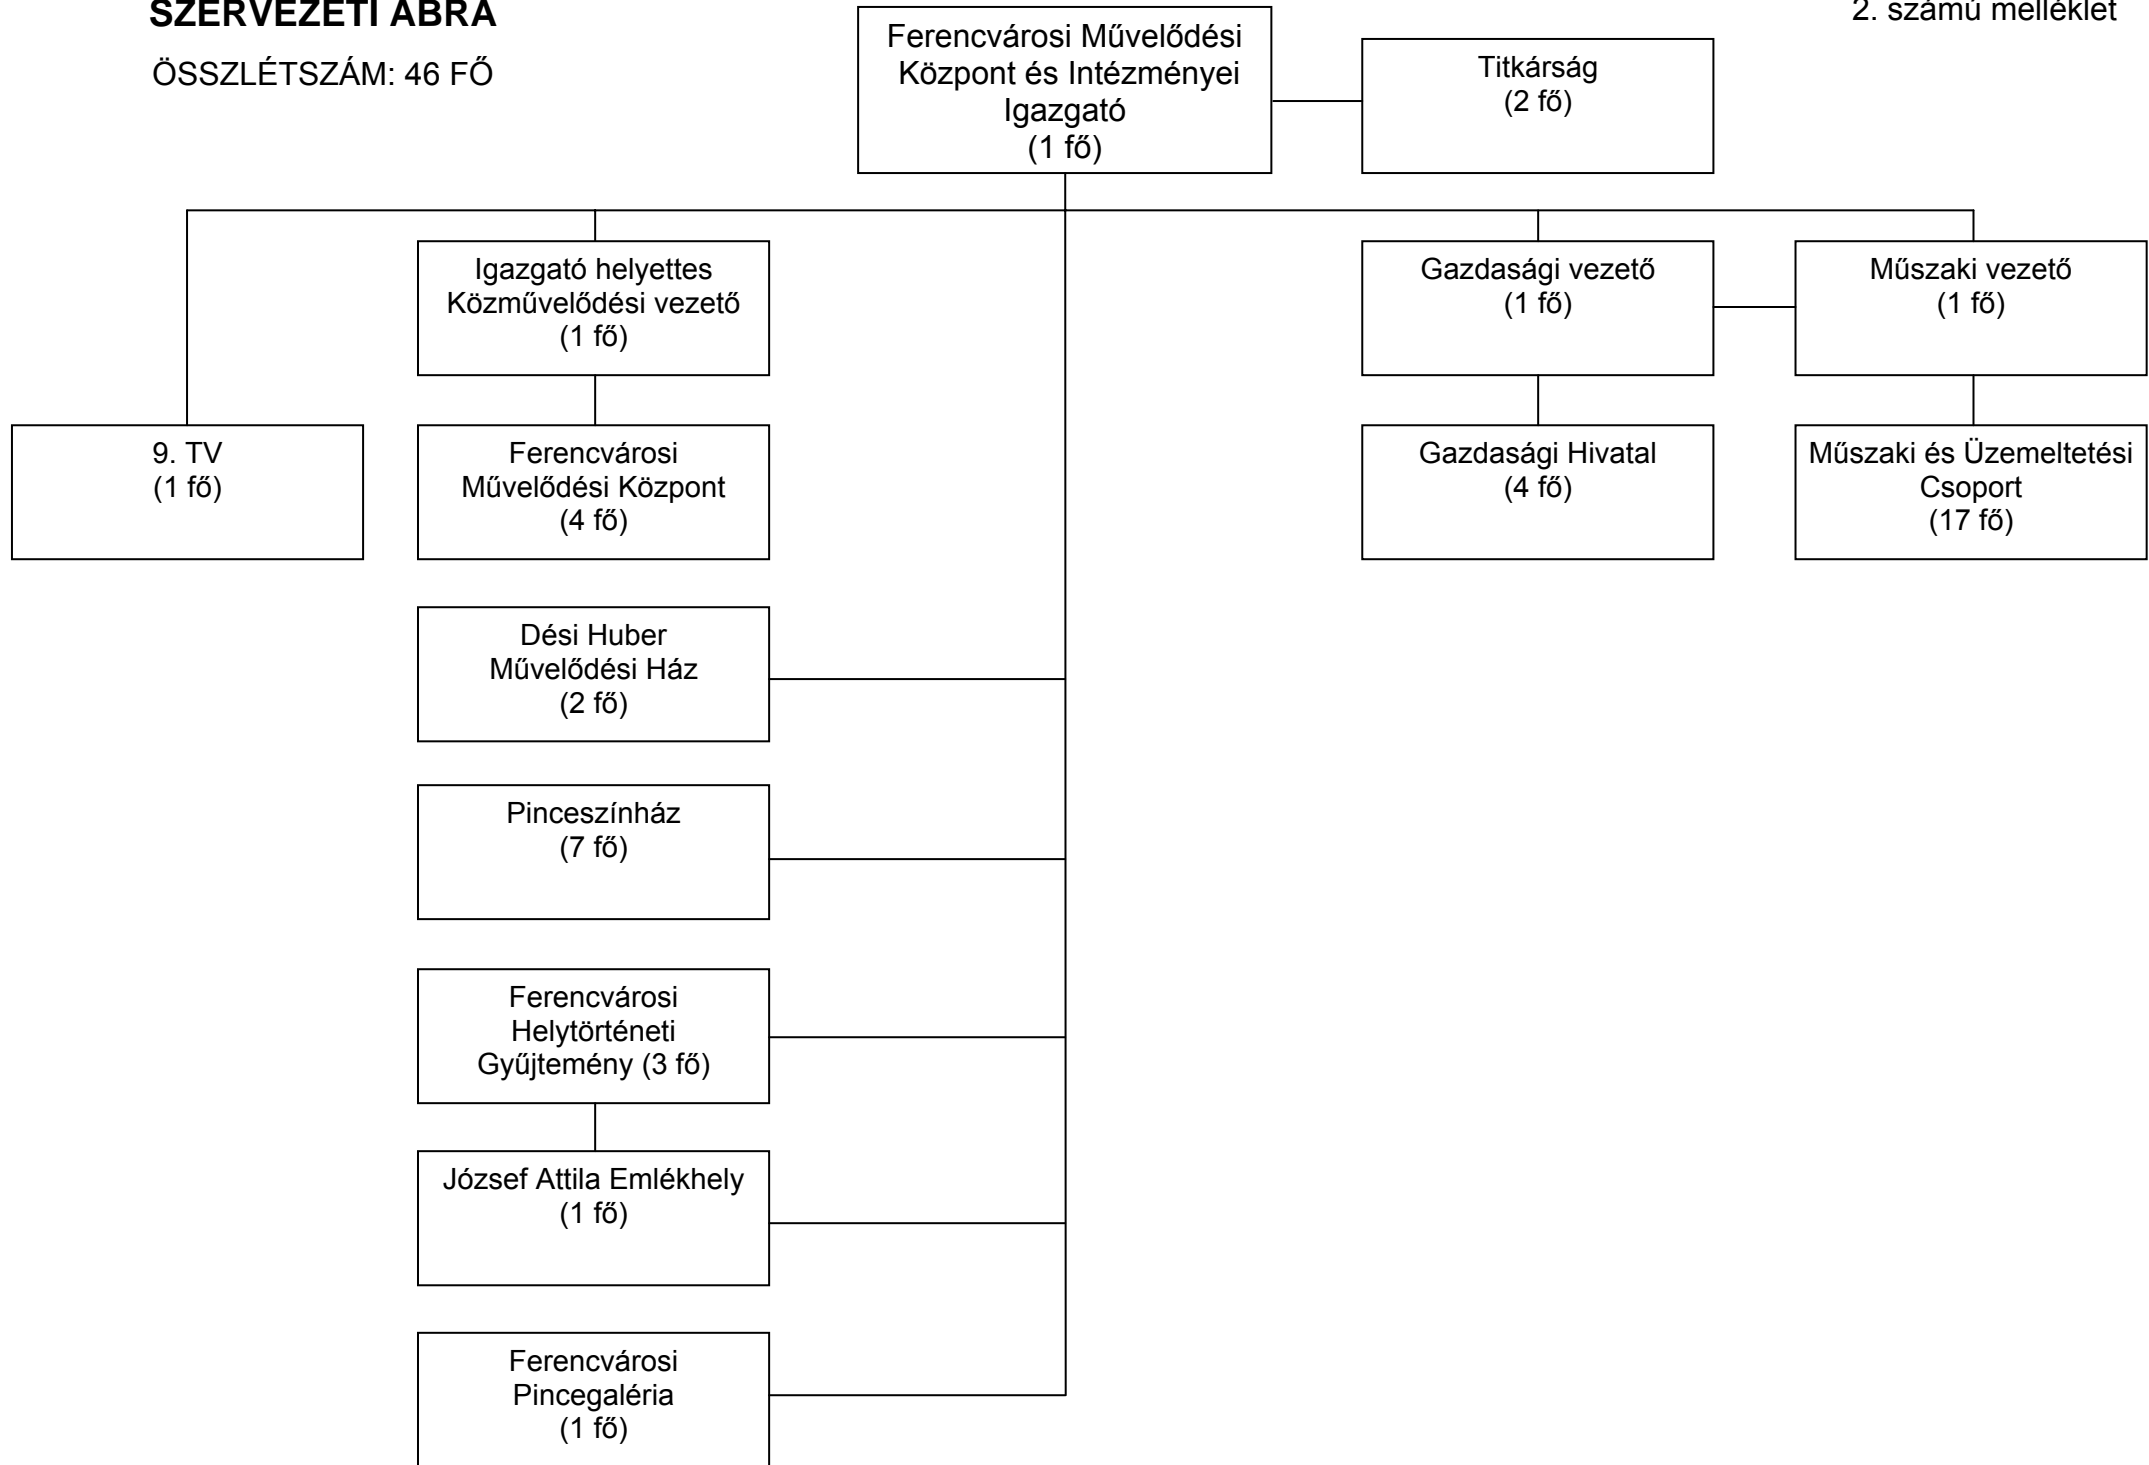 SZERVEZETI ÁBRA
2. számú melléklet
ÖSSZLÉTSZÁM: 46 FŐ
Ferencvárosi Művelődési
Központ és Intézményei
Igazgató
(1 fő)
Titkárság
(2 fő)
Igazgató helyettes
Közművelődési vezető
(1 fő)
Gazdasági vezető
(1 fő)
Műszaki vezető
(1 fő)
9. TV
(1 fő)
Ferencvárosi
Művelődési Központ
(4 fő)
Gazdasági Hivatal
(4 fő)
Műszaki és Üzemeltetési
Csoport
(17 fő)
Dési Huber
Művelődési Ház
(2 fő)
Pinceszínház
(7 fő)
Ferencvárosi
Helytörténeti
Gyűjtemény (3 fő)
József Attila Emlékhely
(1 fő)
Ferencvárosi
Pincegaléria
(1 fő)